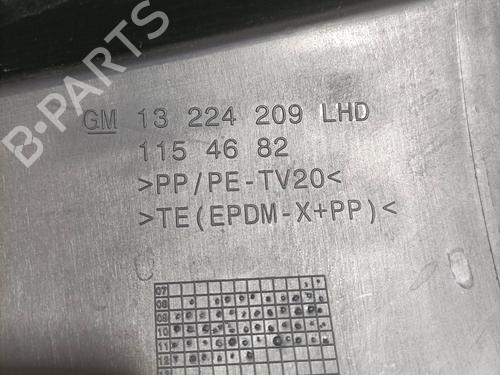 B-PARTS
GM 13 224 209 LHD
115 46 82
>PP/PE-TV20<
>TE(EPDM-X+PP)<
07
08
09
10
11
12